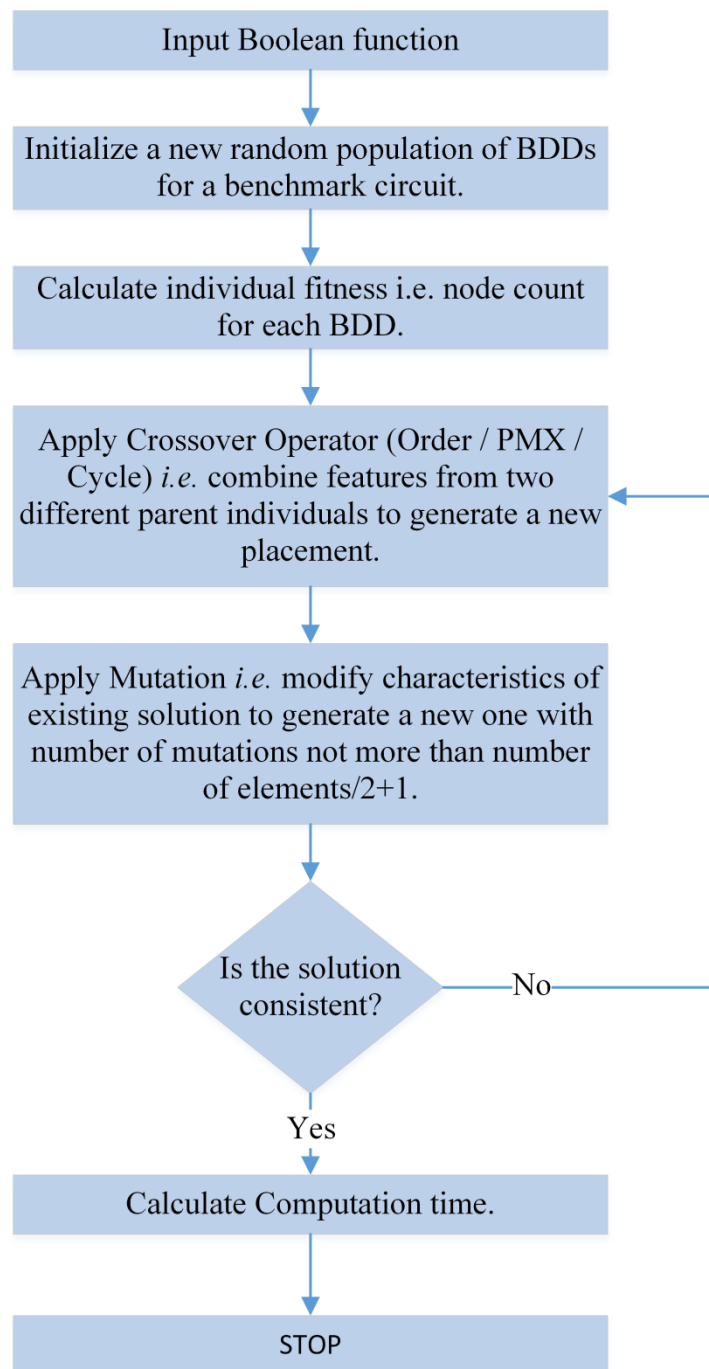 Input Boolean function
Initialize a new random population of BDDs
for a benchmark circuit.
Calculate individual fitness i.e. node count
for each BDD.
Apply Crossover Operator (Order / PMX /
Cycle) i.e. combine features from two
different parent individuals to generate a new
placement.
Apply Mutation i.e. modify characteristics of
existing solution to generate a new one with
number of mutations not more than number
of elements/2+1.
Is the solution
consistent?
No
Yes
Calculate Computation time.
STOP